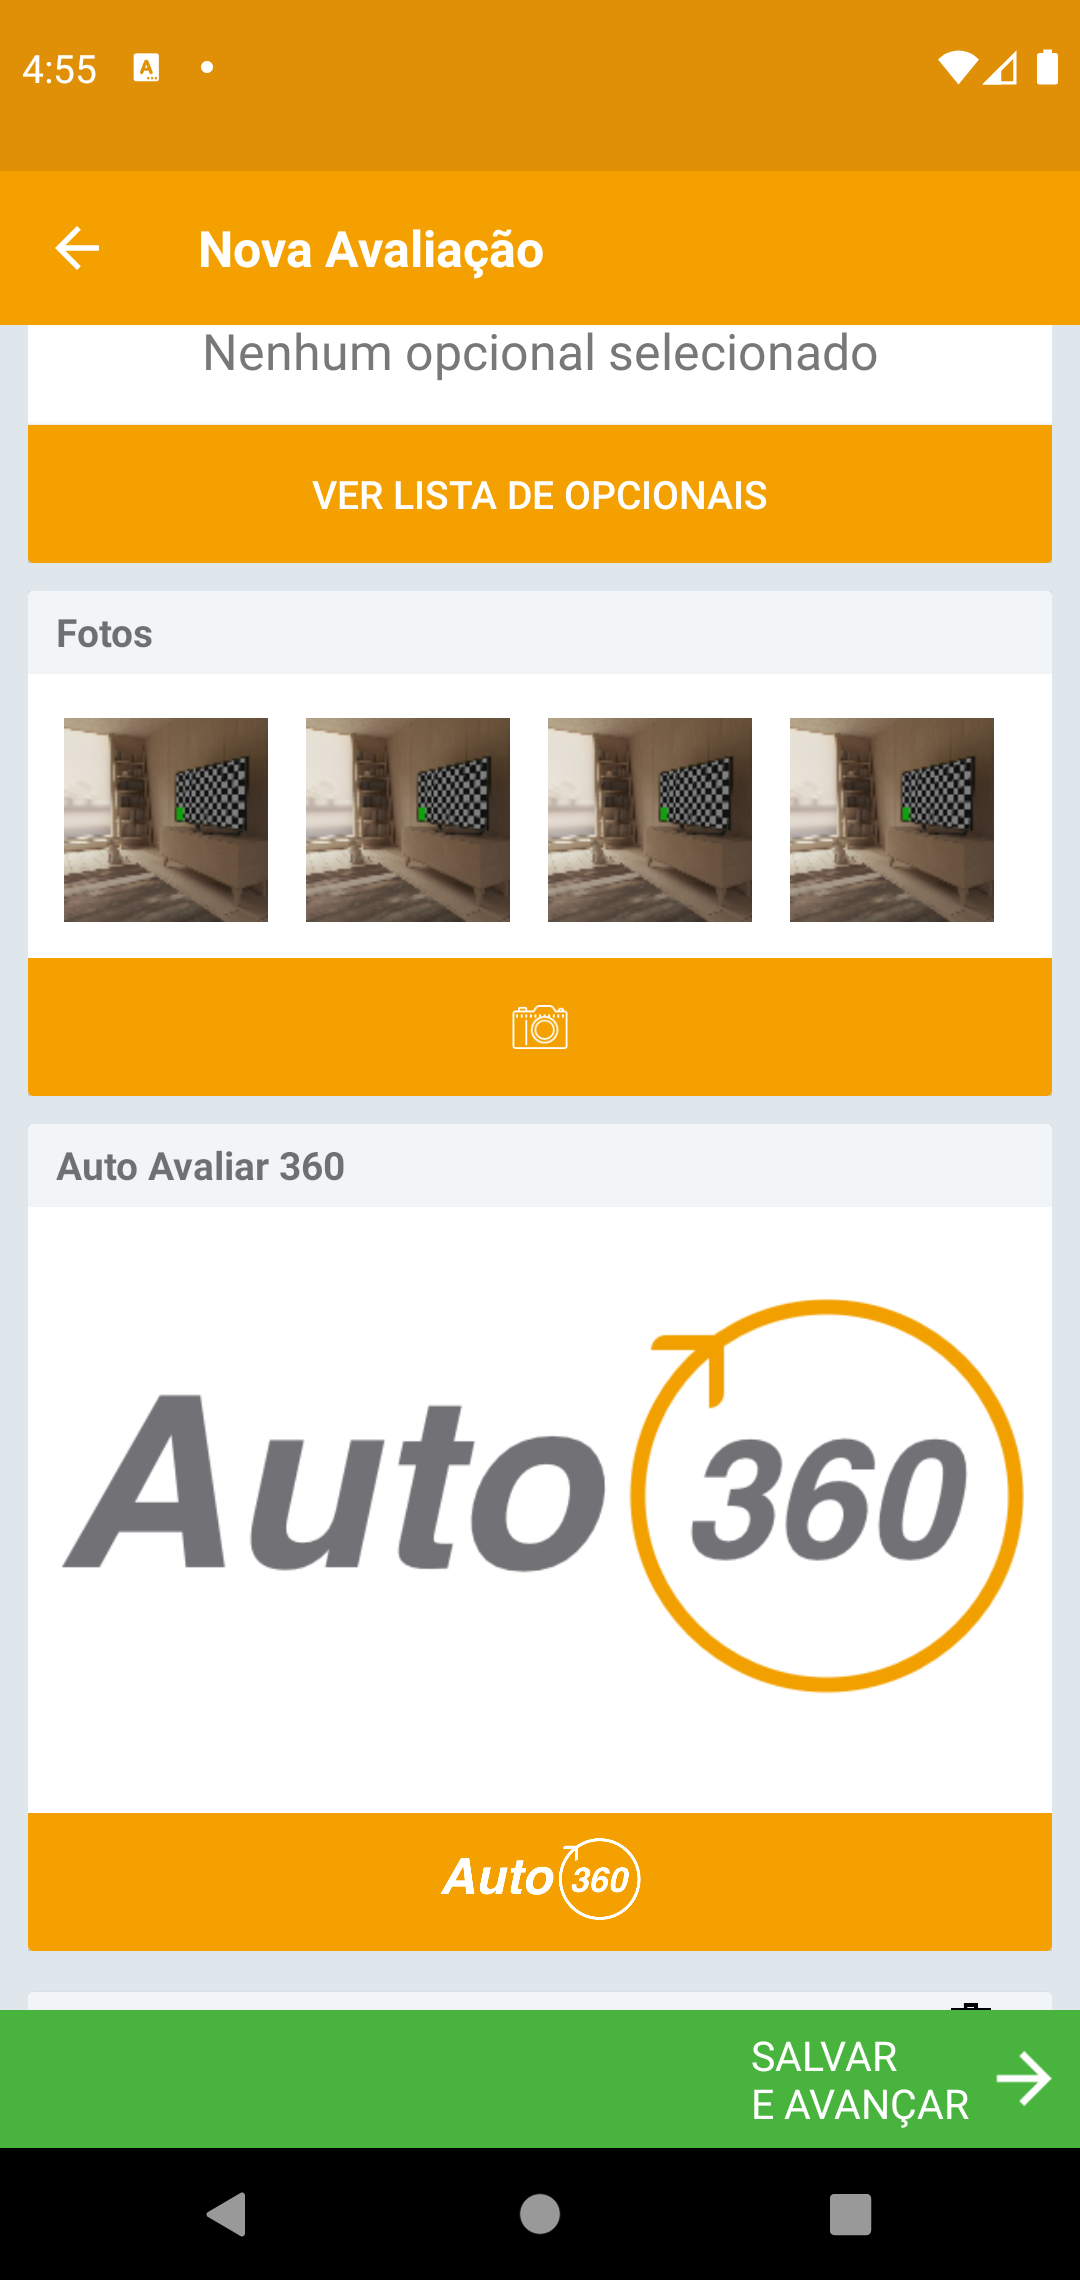 4:55
Nova Avaliação
Nenhum opcional selecionado
VER LISTA DE OPCIONAIS
Fotos
Auto Avaliar 360
Auto 360
Auto 360
SALVAR
E AVANÇAR